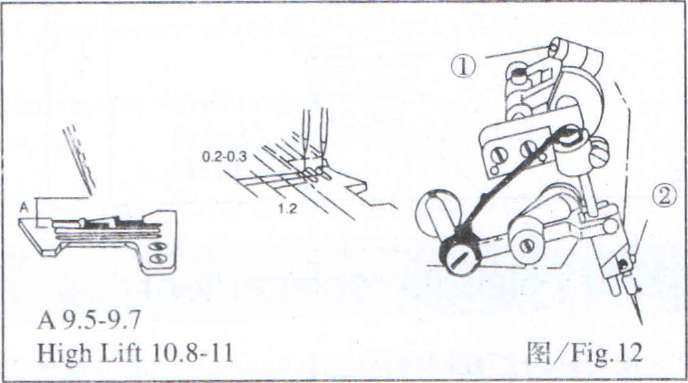 ①
②
0.2-0.3
1.2
A
A 9.5-9.7
High Lift 10.8-11
图/Fig.12